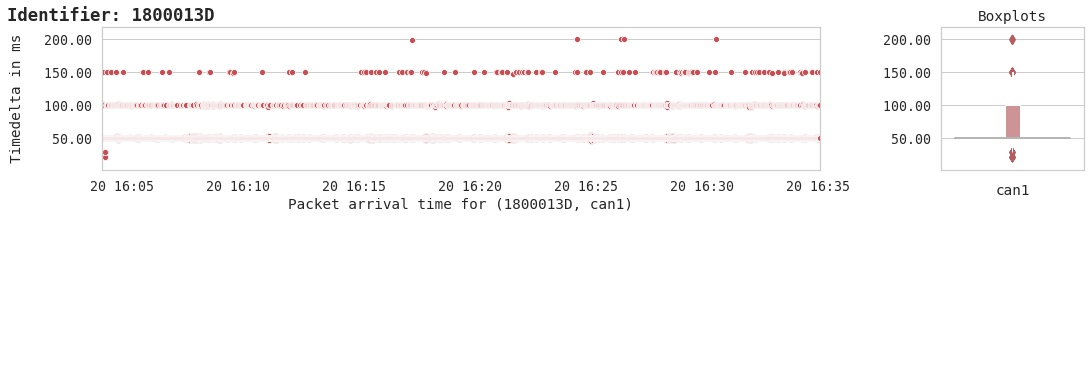 Identifier: 1800013D
Boxplots
Timedelta in ms
200.00
150.00
100.00
50.00
20 16:05 20 16:10 20 16:15 20 16:20 20 16:25 20 16:30 20 16:35
Packet arrival time for (1800013D, can1)
200.00
150.00
100.00
50.00
can1